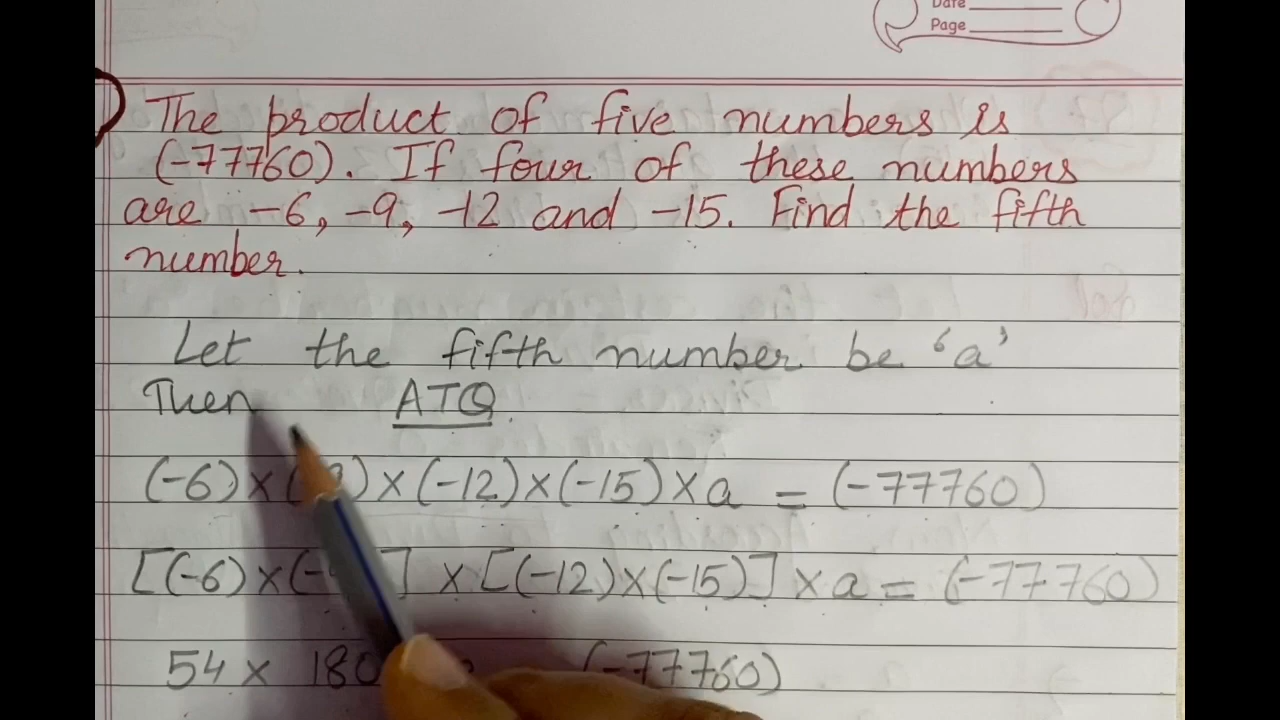 Date
Page
The product of five numbers is
(-77760). If four of these numbers
are -6, -9, -12 and -15. Find the fifth
number.
Let the fifth number be 'a'
Then ATQ
(-6) × ( ) × (-12) × (-15) × a = (-77760)
[(-6) × (- ] × [(-12) × (-15)] × a = (-77760)
54 × 180 (-77760)